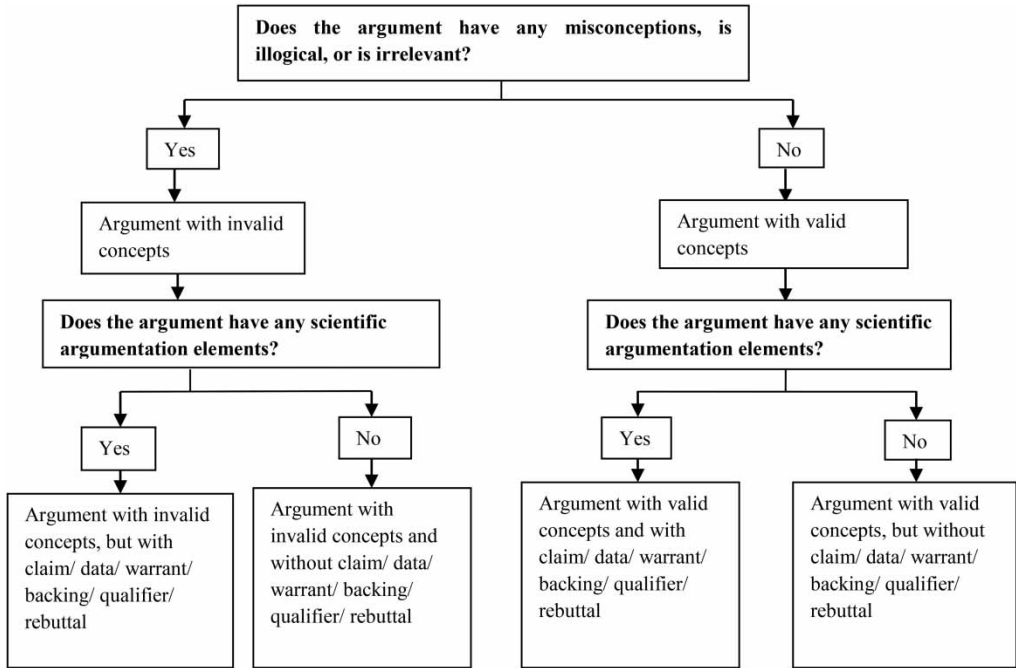 Does the argument have any misconceptions, is
illogical, or is irrelevant?
Yes
No
Argument with invalid
concepts
Argument with valid
concepts
Does the argument have any scientific
argumentation elements?
Does the argument have any scientific
argumentation elements?
Yes
No
Yes
No
Argument with invalid
concepts, but with
claim/ data/ warrant/
backing/ qualifier/
rebuttal
Argument with
invalid concepts and
without claim/ data/
warrant/ backing/
qualifier/ rebuttal
Argument with valid
concepts and with
claim/ data/ warrant/
backing/ qualifier/
rebuttal
Argument with valid
concepts, but without
claim/ data/ warrant/
backing/ qualifier/
rebuttal